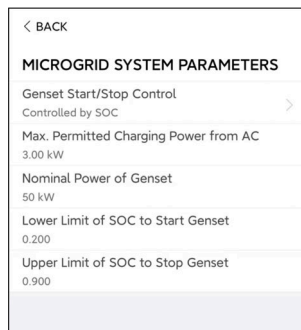 < BACK
MICROGRID SYSTEM PARAMETERS
Genset Start/Stop Control
Controlled by SOC
Max. Permitted Charging Power from AC
3.00 kW
Nominal Power of Genset
50 kW
Lower Limit of SOC to Start Genset
0.200
Upper Limit of SOC to Stop Genset
0.900